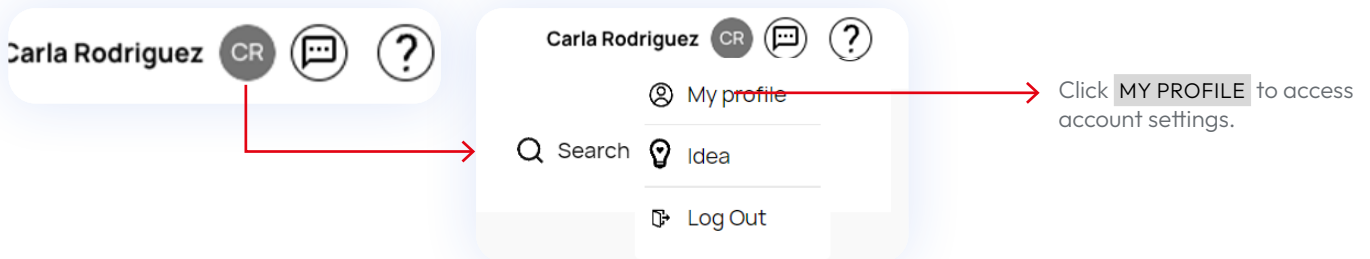 Carla Rodriguez CR ?
Carla Rodriguez CR ?
My profile
Search
Idea
Log Out
Click MY PROFILE to access
account settings.